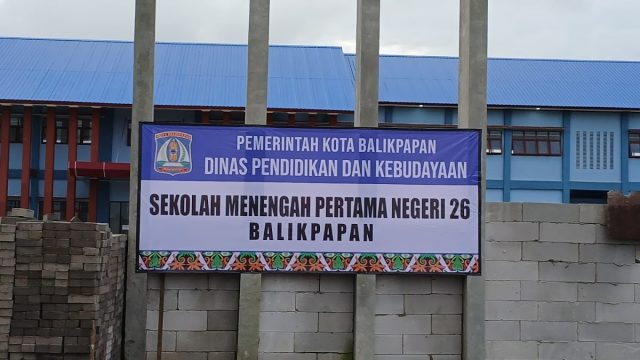 PEMERINTAH KOTA BALIKPAPAN
DINAS PENDIDIKAN DAN KEBUDAYAAN
SEKOLAH MENENGAH PERTAMA NEGERI 26
BALIKPAPAN